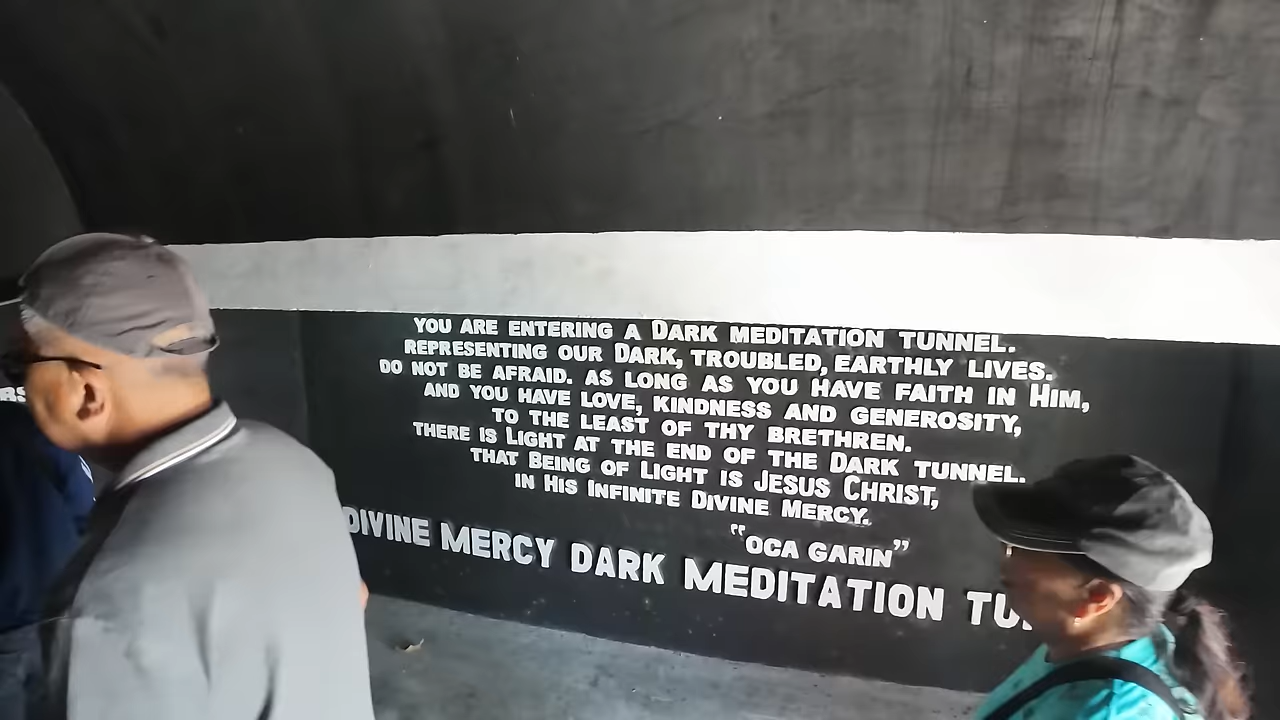 YOU ARE ENTERING A DARK MEDITATION TUNNEL.
REPRESENTING OUR DARK, TROUBLED, EARTHLY LIVES.
DO NOT BE AFRAID. AS LONG AS YOU HAVE FAITH IN HIM,
AND YOU HAVE LOVE, KINDNESS AND GENEROSITY,
TO THE LEAST OF THY BRETHREN.
THERE IS LIGHT AT THE END OF THE DARK TUNNEL.
THAT BEING OF LIGHT IS JESUS CHRIST,
IN HIS INFINITE DIVINE MERCY.
"OCA GARIN"
DIVINE MERCY DARK MEDITATION